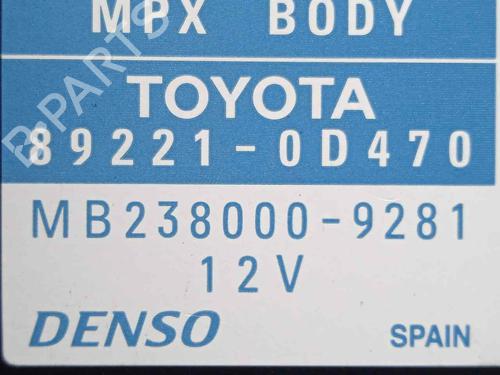 MPX BODY
TOYOTA
89221-0D470
MB238000-9281
12V
DENSO SPAIN
B-PARTS